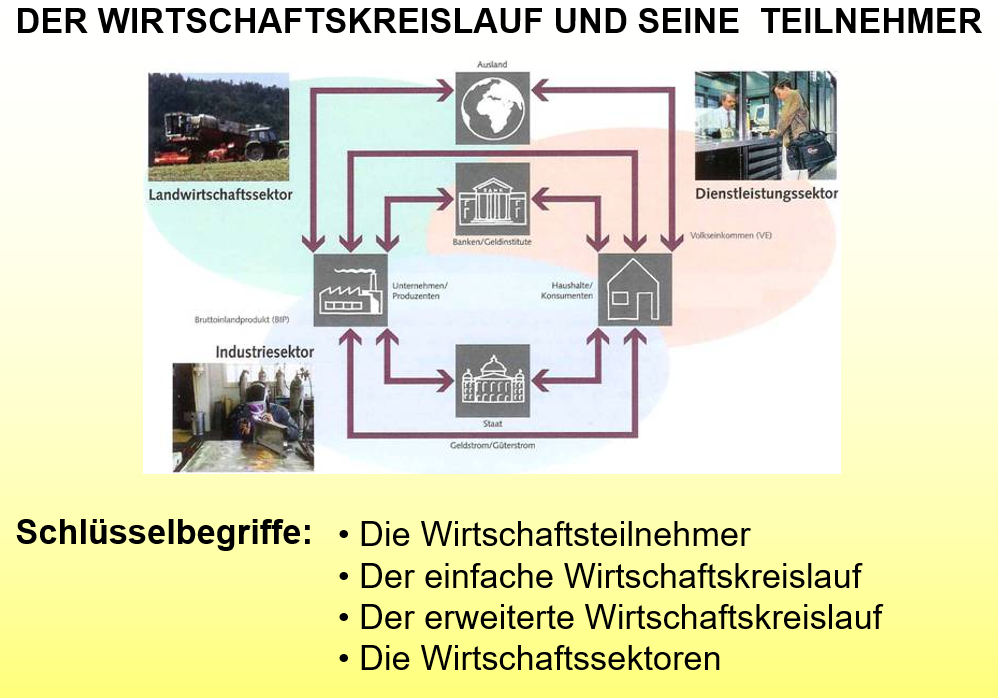 DER WIRTSCHAFTSKREISLAUF UND SEINE TEILNEHMER
Ausland
Landwirtschaftssektor
Dienstleistungssektor
BANK
Banken/Geldinstitute
Volkseinkommen (VE)
Unternehmen/
Produzenten
Haushalte/
Konsumenten
Bruttoinlandprodukt (BIP)
Industriesektor
Staat
Geldstrom/Güterstrom
Schlüsselbegriffe:
• Die Wirtschaftsteilnehmer
• Der einfache Wirtschaftskreislauf
• Der erweiterte Wirtschaftskreislauf
• Die Wirtschaftssektoren